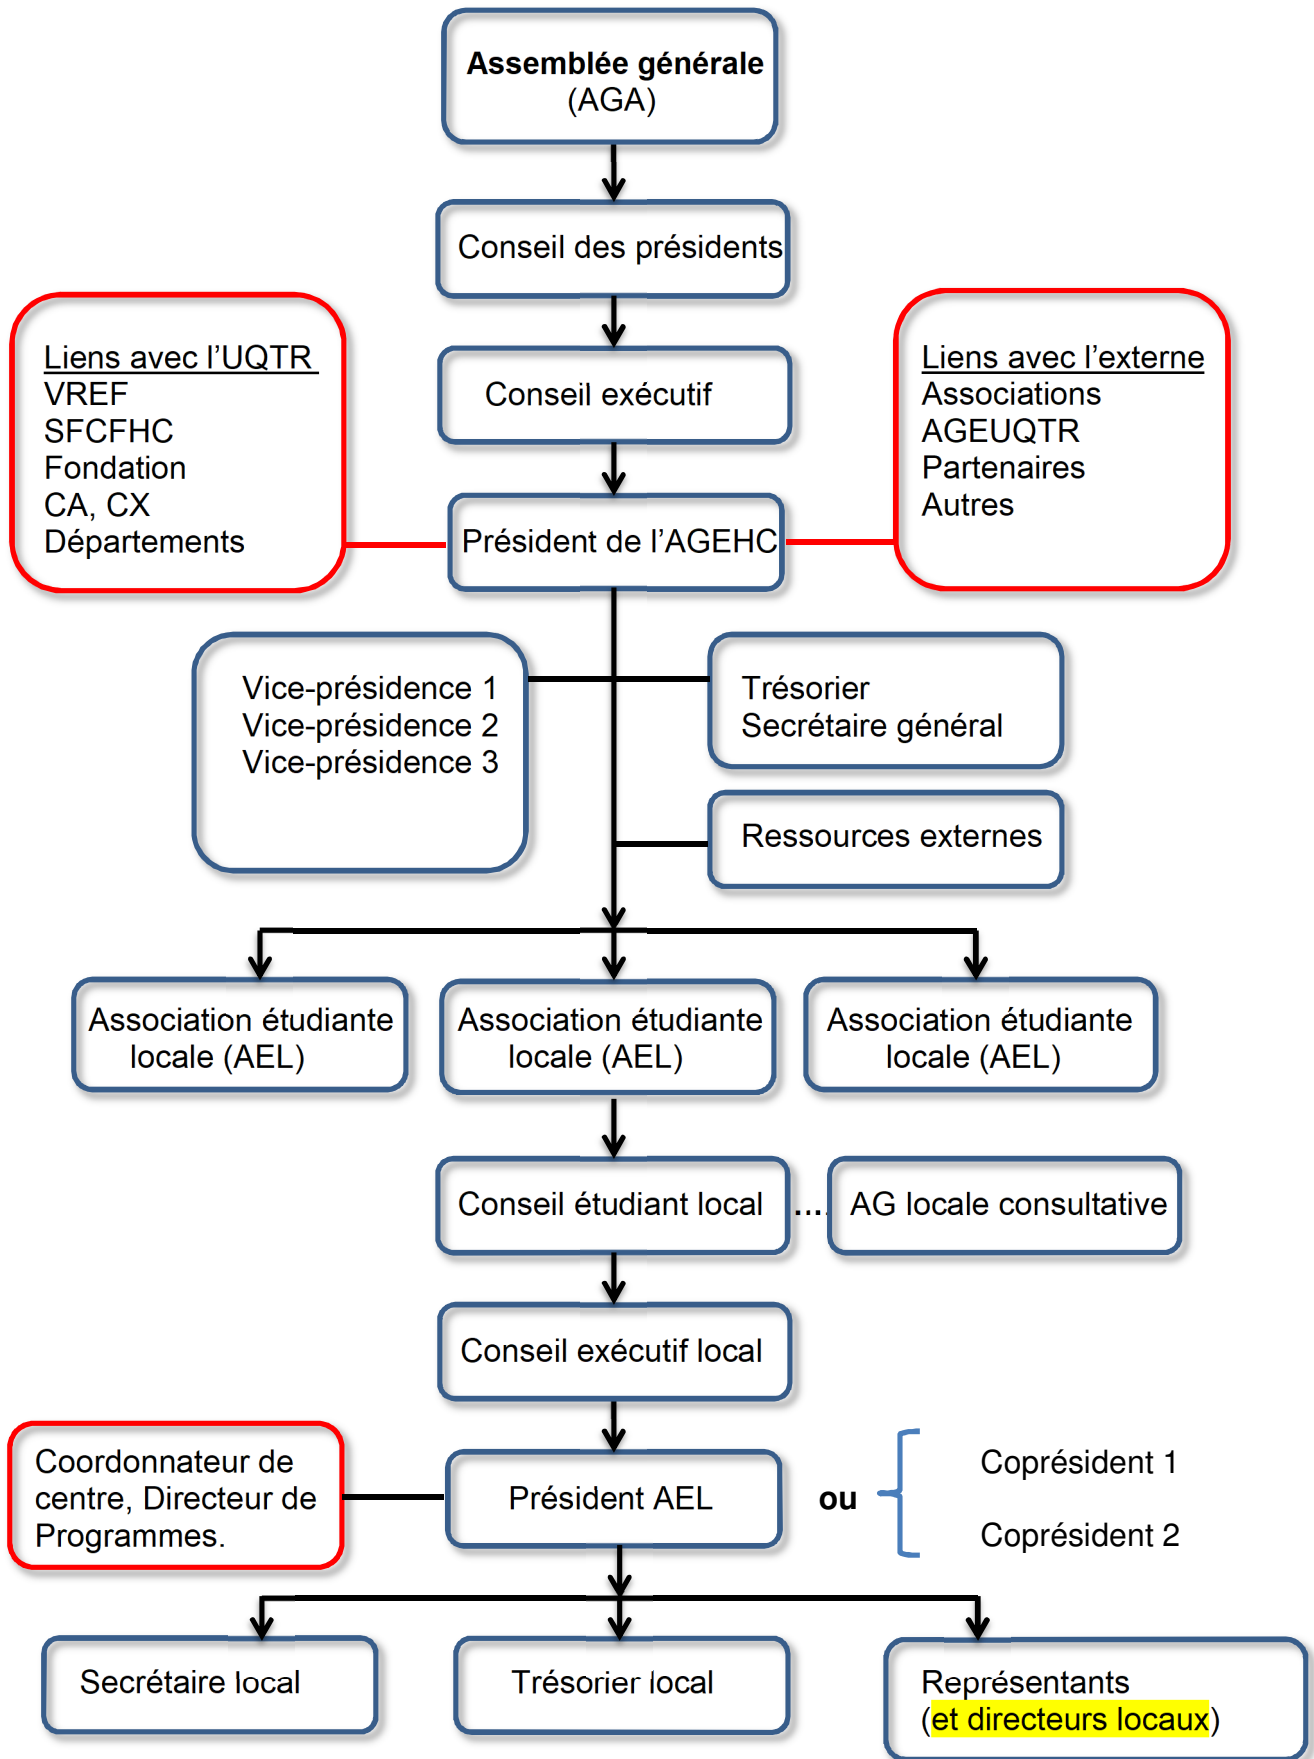 Assemblée générale
(AGA)
Conseil des présidents
Liens avec l’UQTR
VREF
SFCFHC
Fondation
CA, CX
Départements
Conseil exécutif
Liens avec l’externe
Associations
AGEUQTR
Partenaires
Autres
Président de l’AGEHC
Vice-présidence 1
Vice-présidence 2
Vice-présidence 3
Trésorier
Secrétaire général
Ressources externes
Association étudiante
locale (AEL)
Association étudiante
locale (AEL)
Association étudiante
locale (AEL)
Conseil étudiant local
....
AG locale consultative
Conseil exécutif local
Coordonnateur de
centre, Directeur de
Programmes.
Président AEL
ou
Coprésident 1
Coprésident 2
Secrétaire local
Trésorier local
Représentants
(et directeurs locaux)